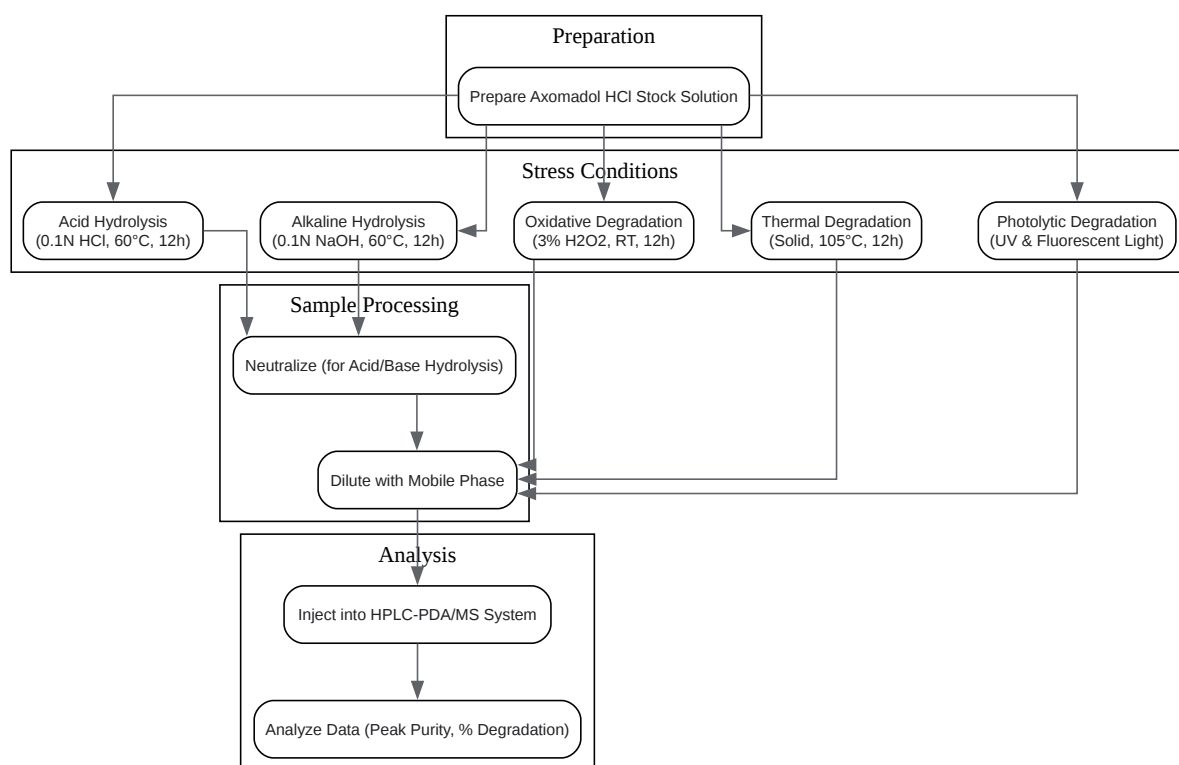 Preparation
Prepare Axomadol HCl Stock Solution
Stress Conditions
Acid Hydrolysis
(0.1N HCl, 60°C, 12h)
Alkaline Hydrolysis
(0.1N NaOH, 60°C, 12h)
Oxidative Degradation
(3% H2O2, RT, 12h)
Thermal Degradation
(Solid, 105°C, 12h)
Photolytic Degradation
(UV & Fluorescent Light)
Sample Processing
Neutralize (for Acid/Base Hydrolysis)
Dilute with Mobile Phase
Analysis
Inject into HPLC-PDA/MS System
Analyze Data (Peak Purity, % Degradation)